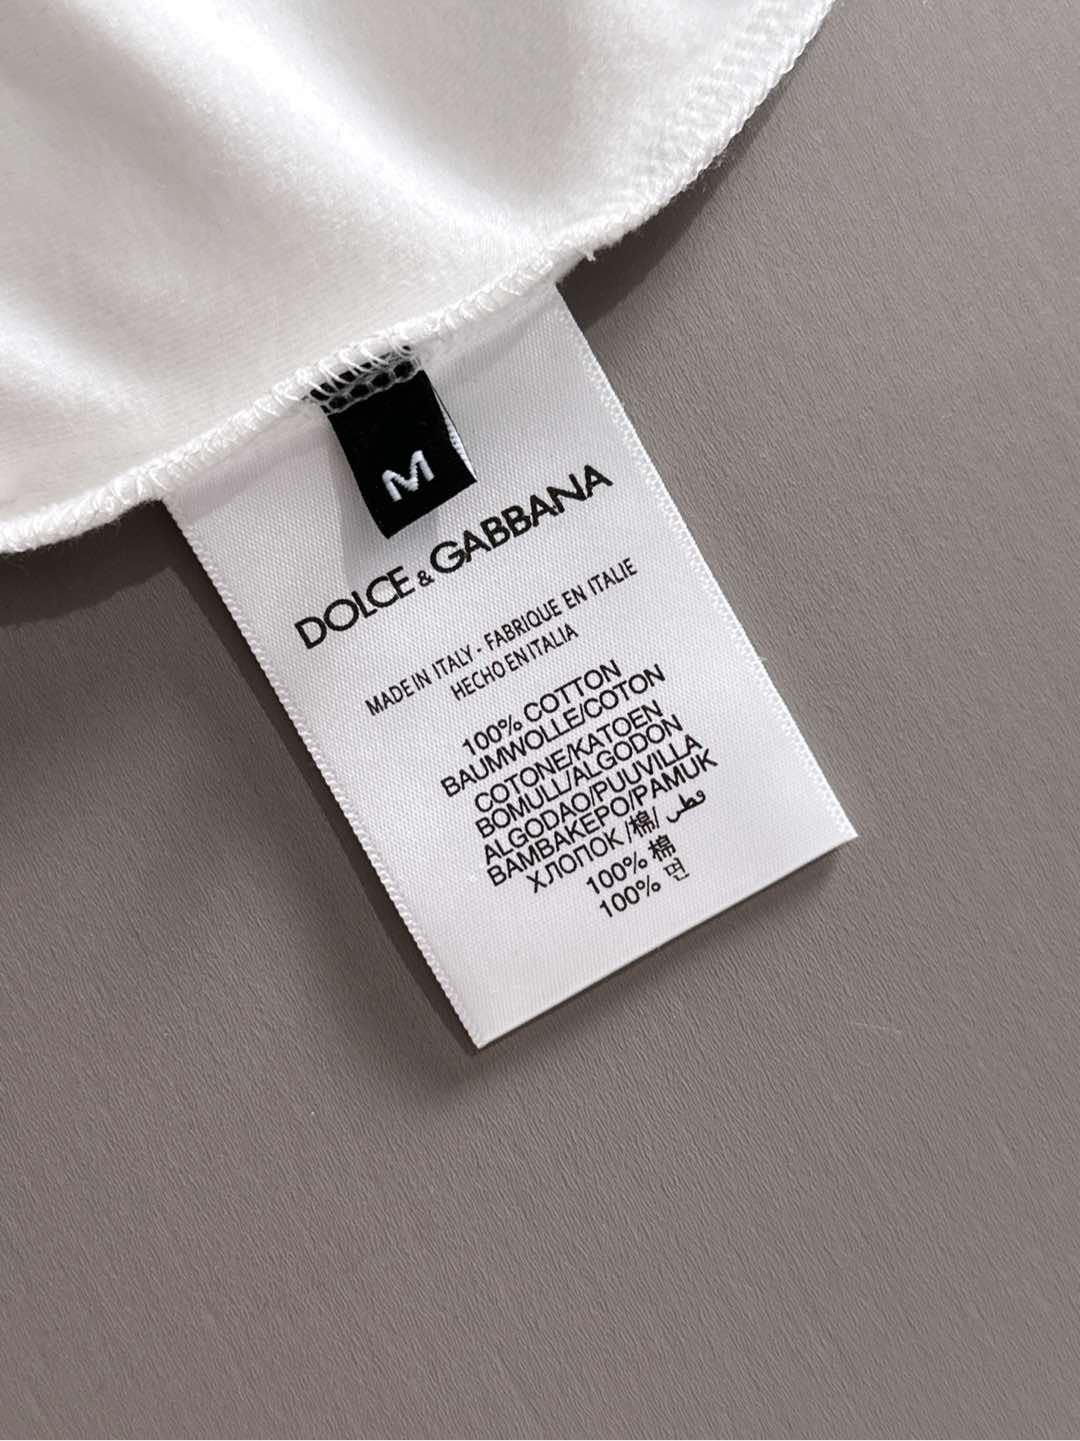 M
DOLCE & GABBANA
MADE IN ITALY - FABRIQUE EN ITALIE
HECHO EN ITALIA
100% COTTON
BAUMWOLLE/COTON
COTONE/KATOEN
BOMULL/ALGODON
ALGODAO/PUUVILLA
BAMBAKEPO/PAMUK
ХЛОПОК /棉/ قطن
100% 棉
100% 면